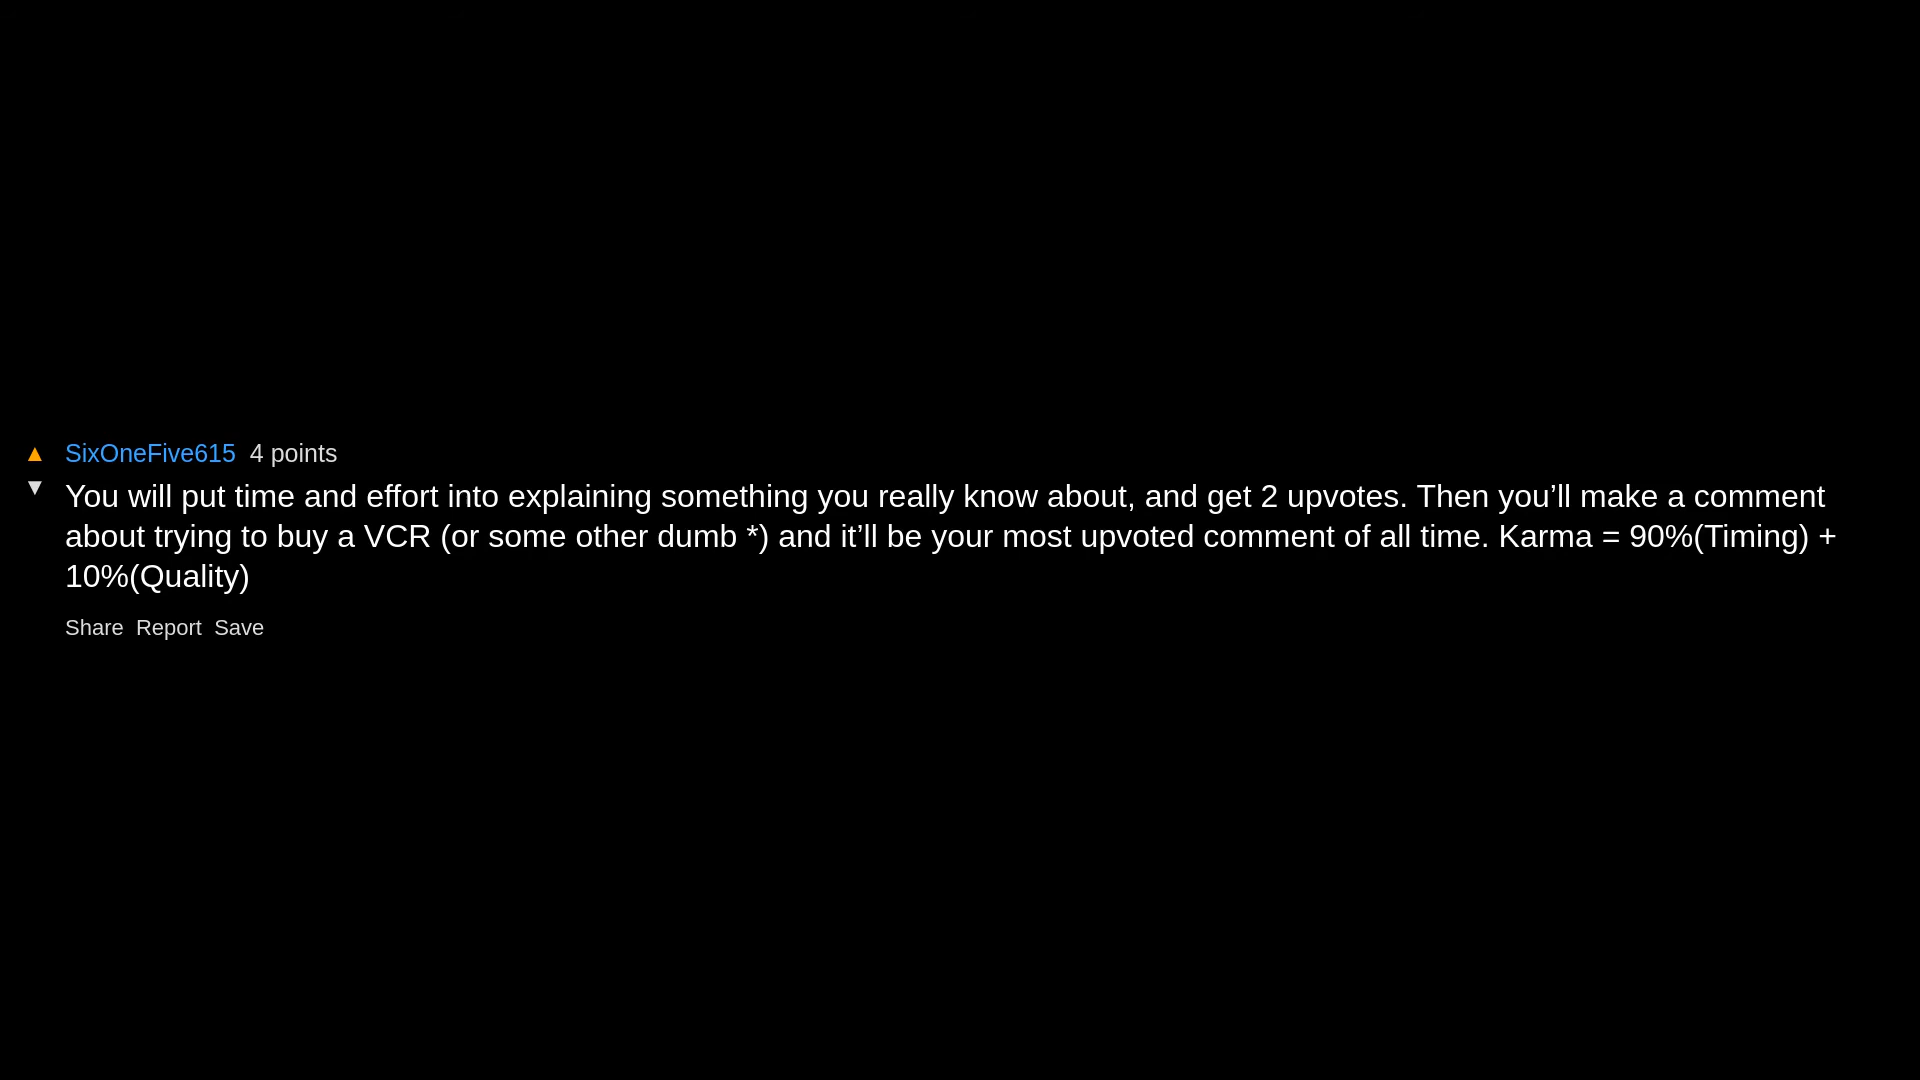 SixOneFive615 4 points
You will put time and effort into explaining something you really know about, and get 2 upvotes. Then you’ll make a comment
about trying to buy a VCR (or some other dumb *) and it’ll be your most upvoted comment of all time. Karma = 90%(Timing) +
10%(Quality)
Share Report Save